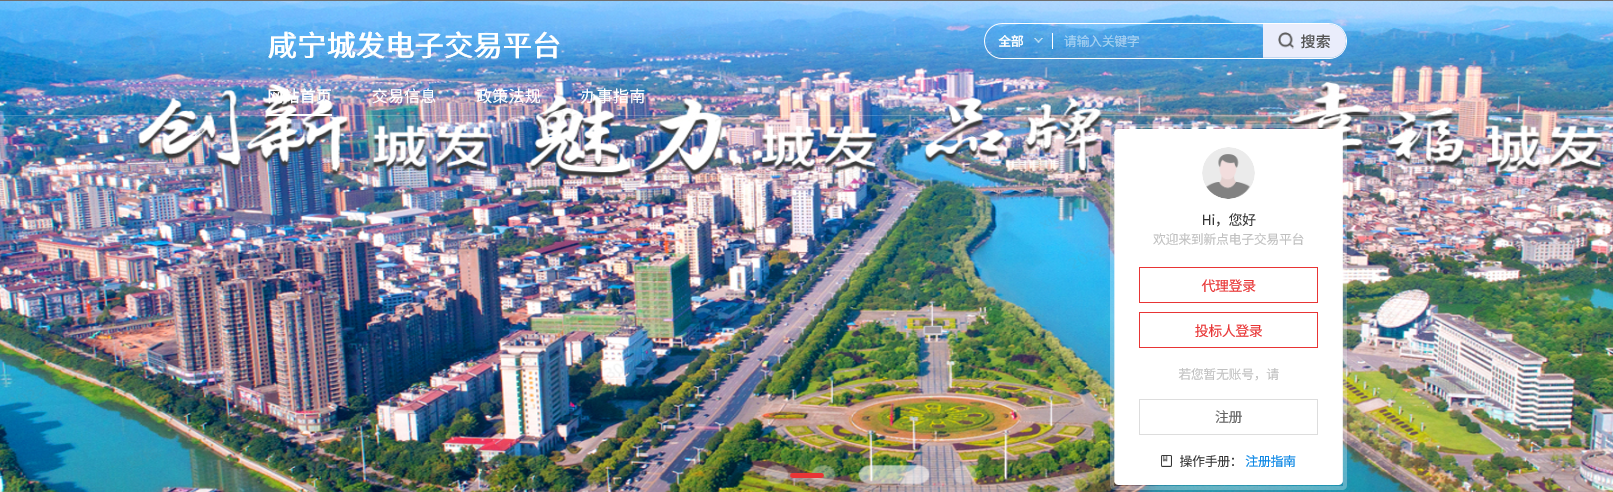 咸宁城发电子交易平台
全部 请输入关键字 搜索
网站首页 交易信息 政策法规 办事指南
创新城发 魅力城发 品牌 幸福城发
Hi，您好
欢迎来到新点电子交易平台
代理登录
投标人登录
若您暂无账号，请
注册
操作手册： 注册指南